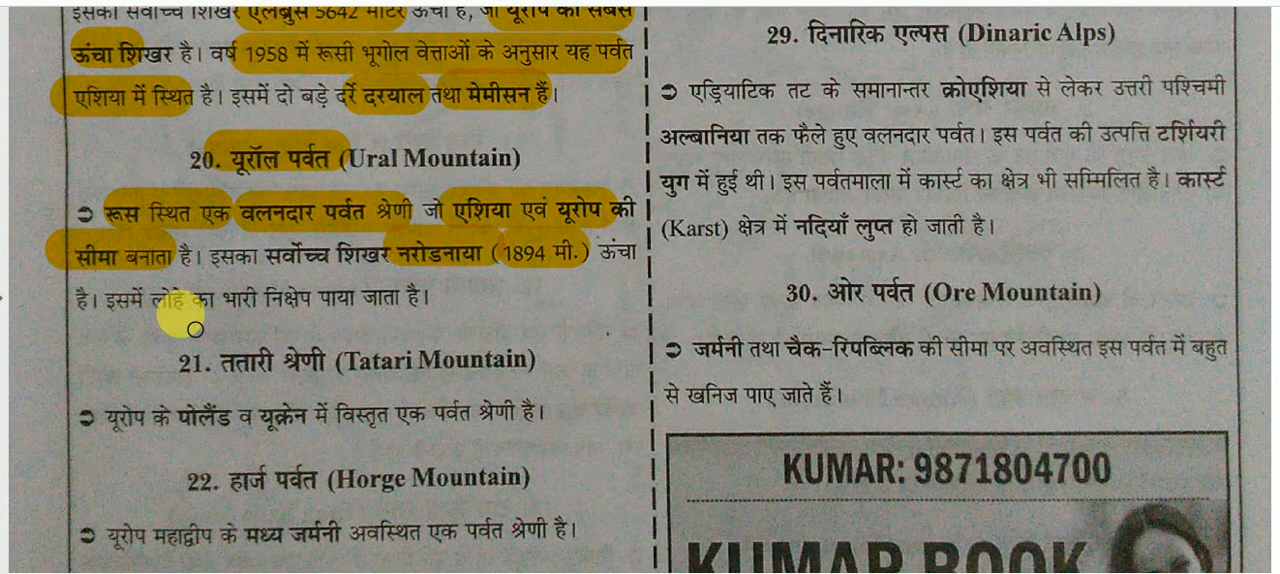 इसका सर्वोच्च शिखर एलब्रुस 5642 मीटर ऊंचा है, जो यूरोप का सबसे
ऊंचा शिखर है। वर्ष 1958 में रूसी भूगोल वेत्ताओं के अनुसार यह पर्वत
एशिया में स्थित है। इसमें दो बड़े दर्रे दरयाल तथा मेमीसन हैं।
20. यूरॉल पर्वत (Ural Mountain)
➲ रूस स्थित एक वलनदार पर्वत श्रेणी जो एशिया एवं यूरोप की
सीमा बनाता है। इसका सर्वोच्च शिखर नरोडनाया (1894 मी.) ऊंचा
है। इसमें लोहे का भारी निक्षेप पाया जाता है।
21. ततारी श्रेणी (Tatari Mountain)
➲ यूरोप के पोलैंड व यूक्रेन में विस्तृत एक पर्वत श्रेणी है।
22. हार्ज पर्वत (Horge Mountain)
➲ यूरोप महाद्वीप के मध्य जर्मनी अवस्थित एक पर्वत श्रेणी है।
29. दिनारिक एल्पस (Dinaric Alps)
➲ एड्रियाटिक तट के समानान्तर क्रोएशिया से लेकर उत्तरी पश्चिमी
अल्बानिया तक फैले हुए वलनदार पर्वत। इस पर्वत की उत्पत्ति टर्शियरी
युग में हुई थी। इस पर्वतमाला में कार्स्ट का क्षेत्र भी सम्मिलित है। कार्स्ट
(Karst) क्षेत्र में नदियाँ लुप्त हो जाती है।
30. ओर पर्वत (Ore Mountain)
➲ जर्मनी तथा चैक-रिपब्लिक की सीमा पर अवस्थित इस पर्वत में बहुत
से खनिज पाए जाते हैं।
KUMAR: 9871804700
KUMAR BOOK